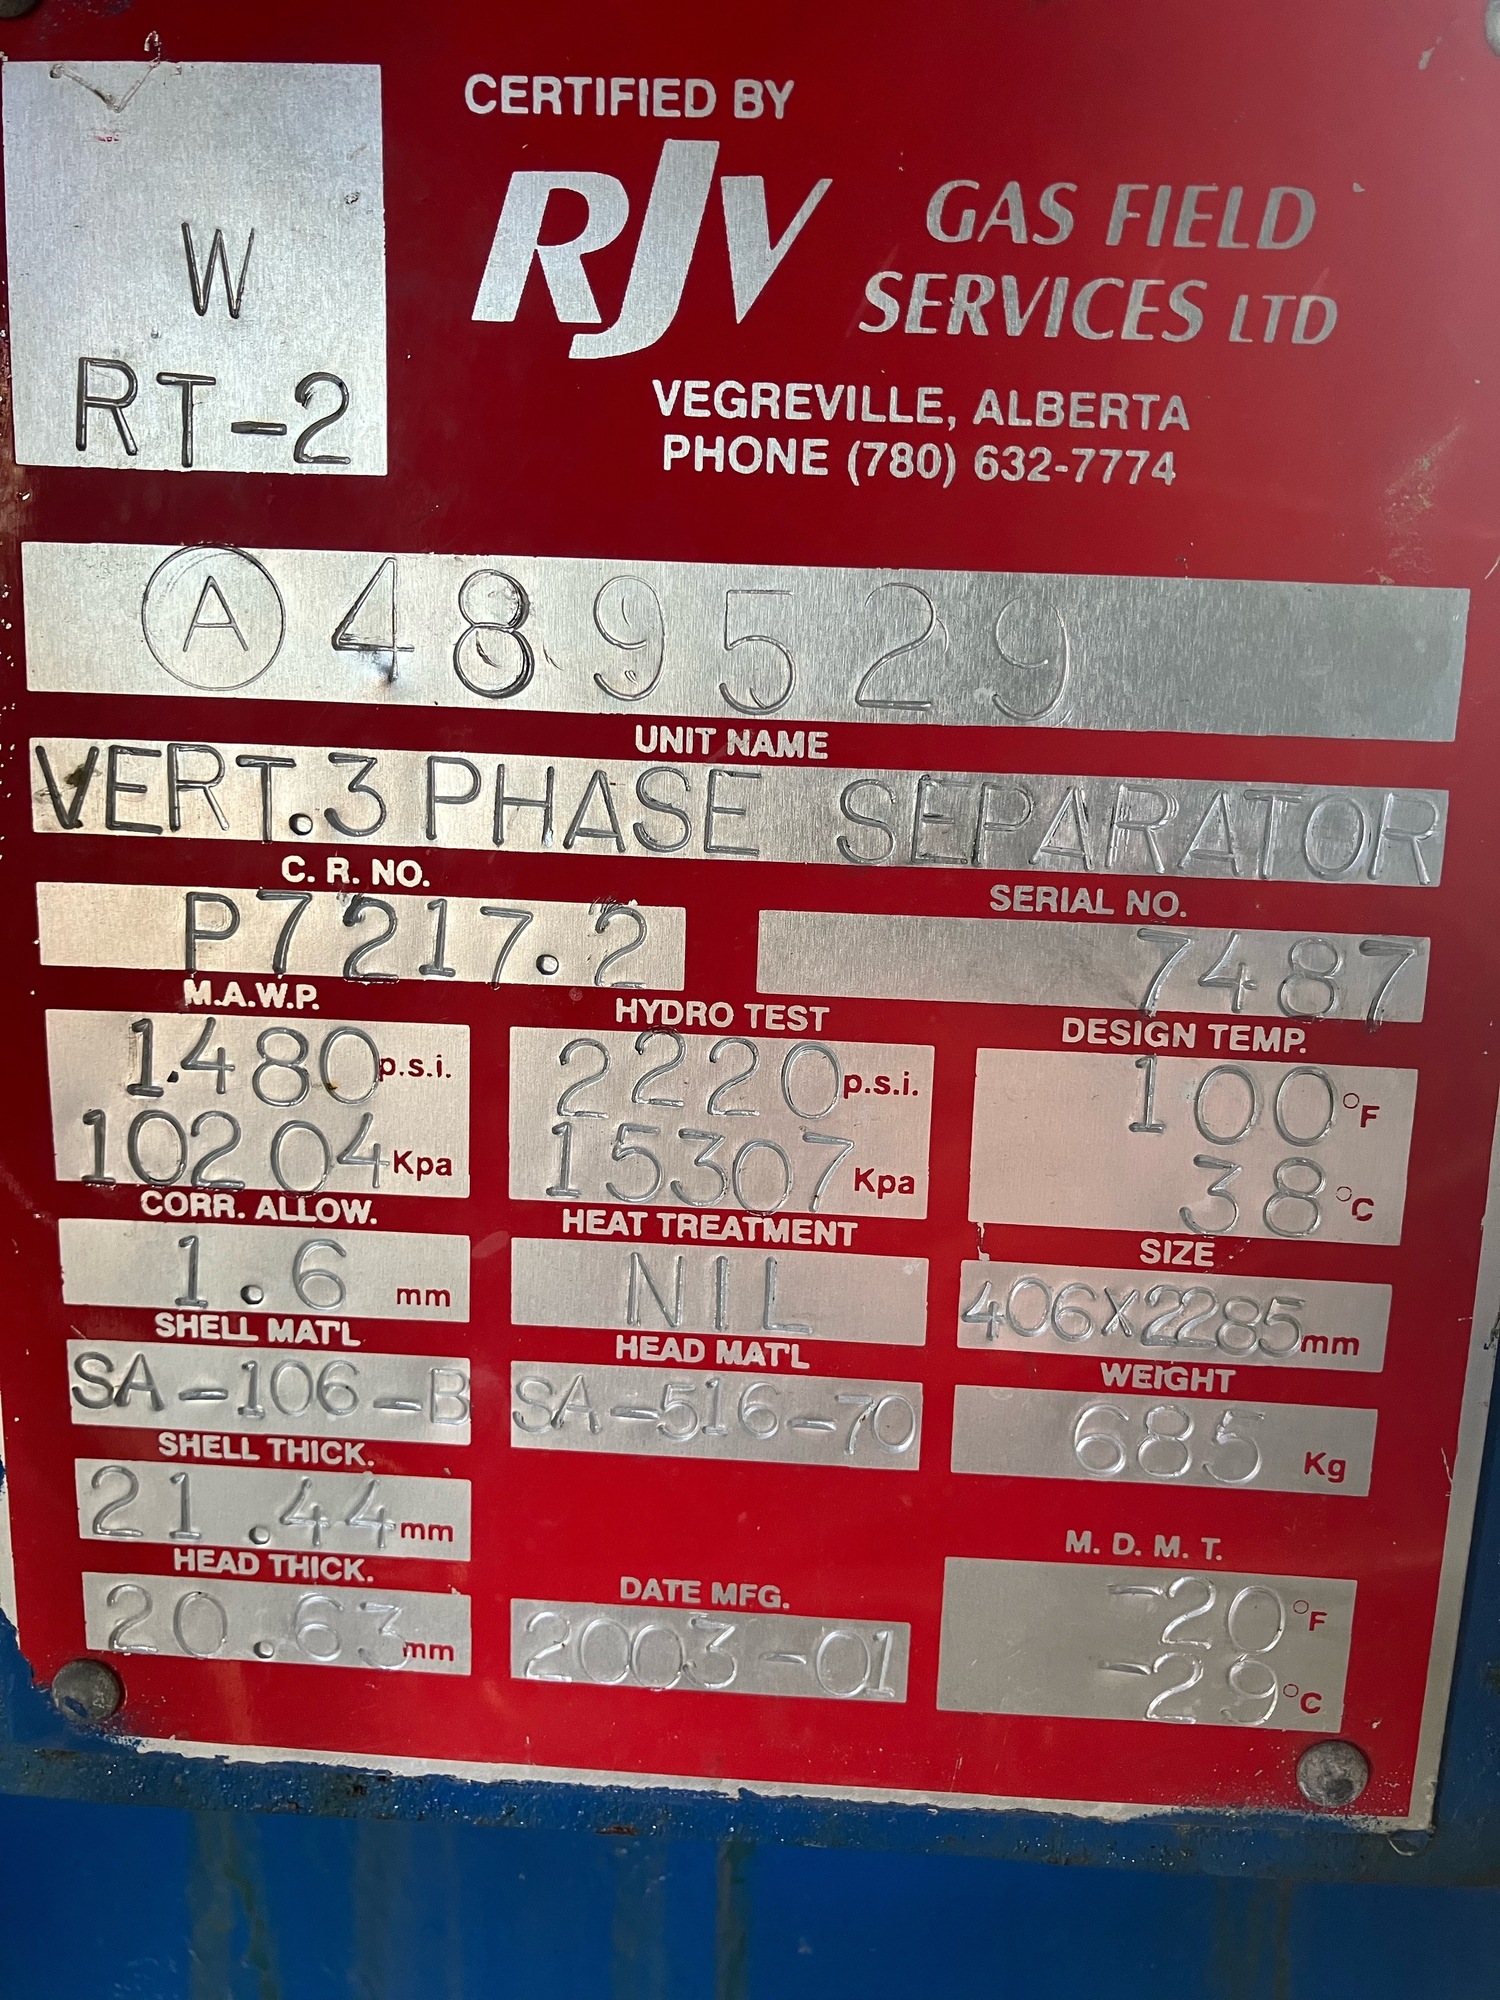 CERTIFIED BY
RJV GAS FIELD
SERVICES LTD
VEGREVILLE, ALBERTA
PHONE (780) 632-7774
W
RT-2
A 489529
UNIT NAME
VERT. 3 PHASE SEPARATOR
C. R. NO.
P7217.2
SERIAL NO.
7487
M.A.W.P.
1480 p.s.i.
10204 Kpa
HYDRO TEST
2220 p.s.i.
15307 Kpa
DESIGN TEMP.
100 °F
38 °C
CORR. ALLOW.
1.6 mm
HEAT TREATMENT
NIL
SIZE
406X2285 mm
SHELL MAT'L
SA-106-B
HEAD MAT'L
SA-516-70
WEIGHT
685 Kg
SHELL THICK.
21.44 mm
HEAD THICK.
20.63 mm
DATE MFG.
2003-01
M. D. M. T.
-20 °F
-29 °C